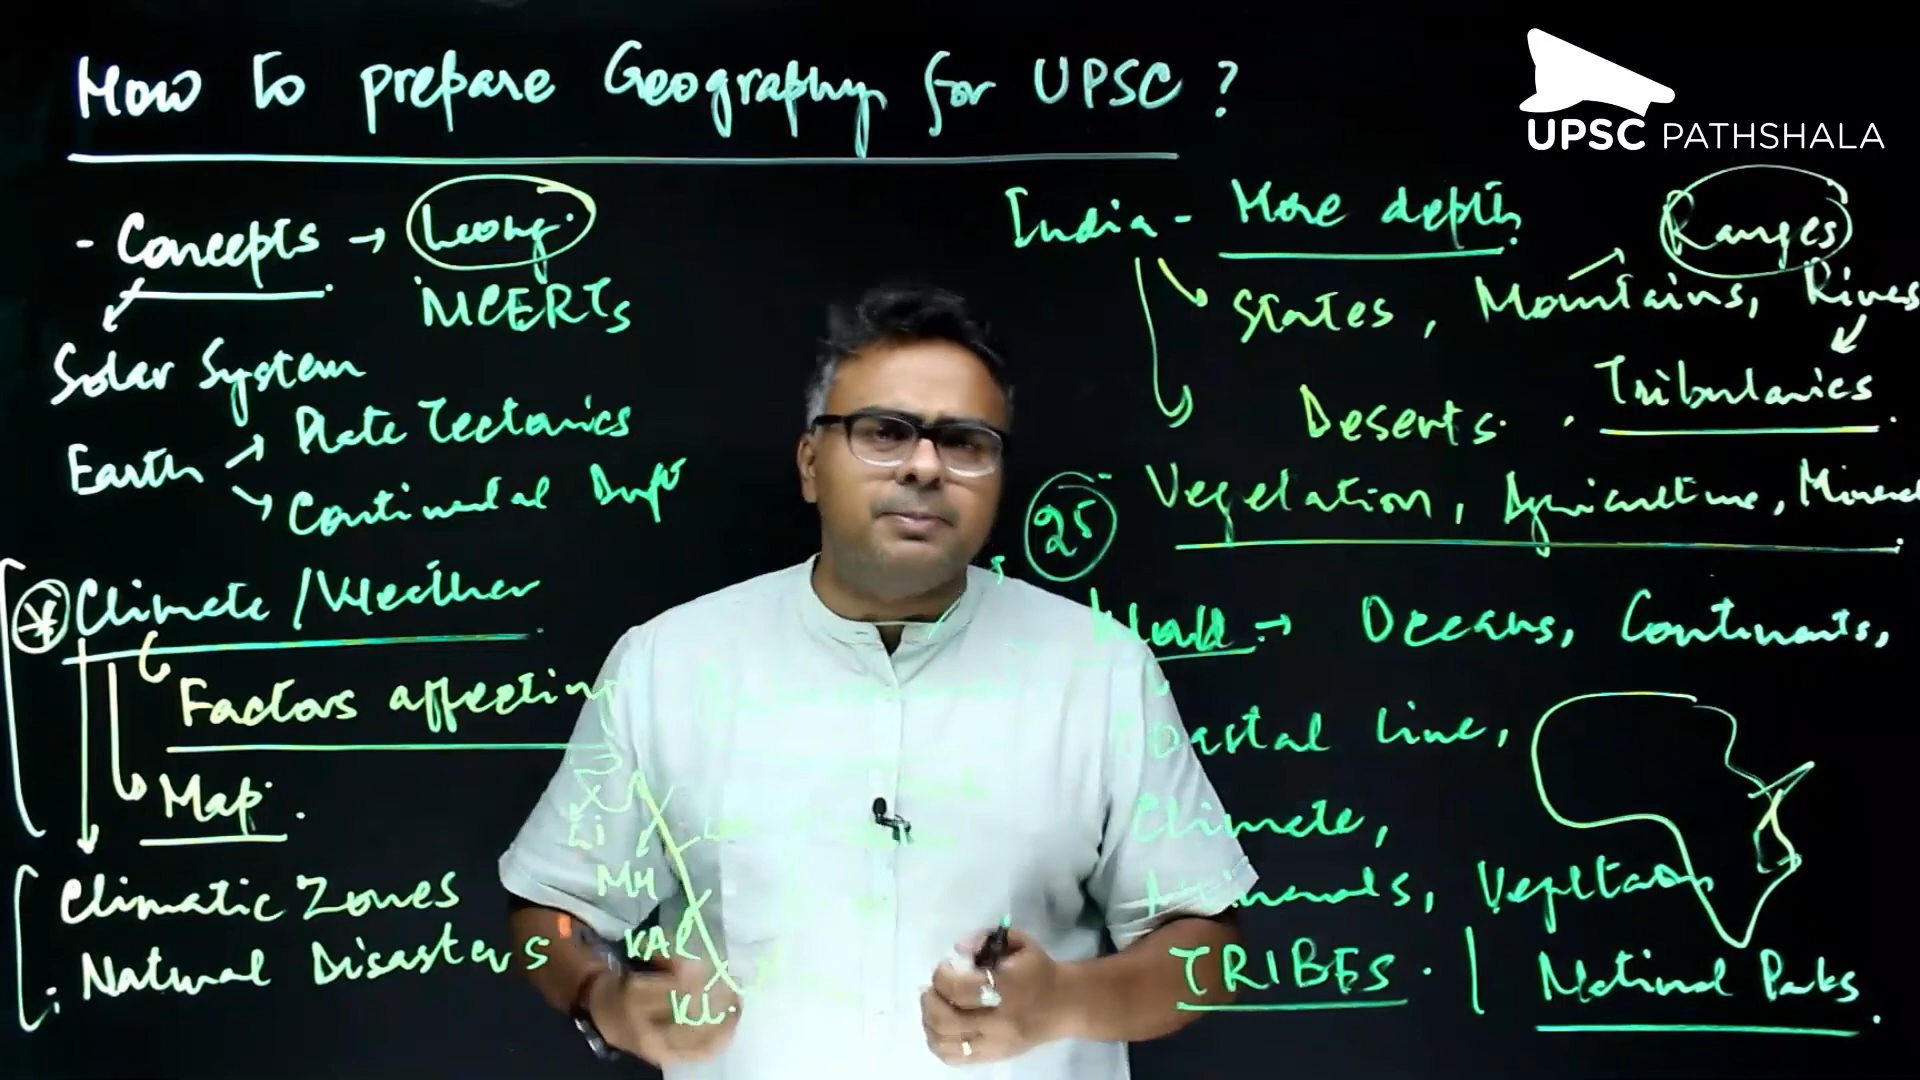 How to prepare Geography for UPSC ?
UPSC PATHSHALA
- Concepts → Leong.
NCERTs
Solar System
Earth → Plate Tectonics
→ Continental Drift
Climate / Weather
Factors affecting
Map.
Climatic Zones
Natural Disasters
MH
KAR
KL.
India - More depth
Ranges
States, Mountains, Rivers
Deserts. Tributaries.
25 Vegetation, Agriculture, Mineral
World → Oceans, Continents,
Coastal line,
Climate,
Minerals, Vegetation
TRIBES. | National Parks.